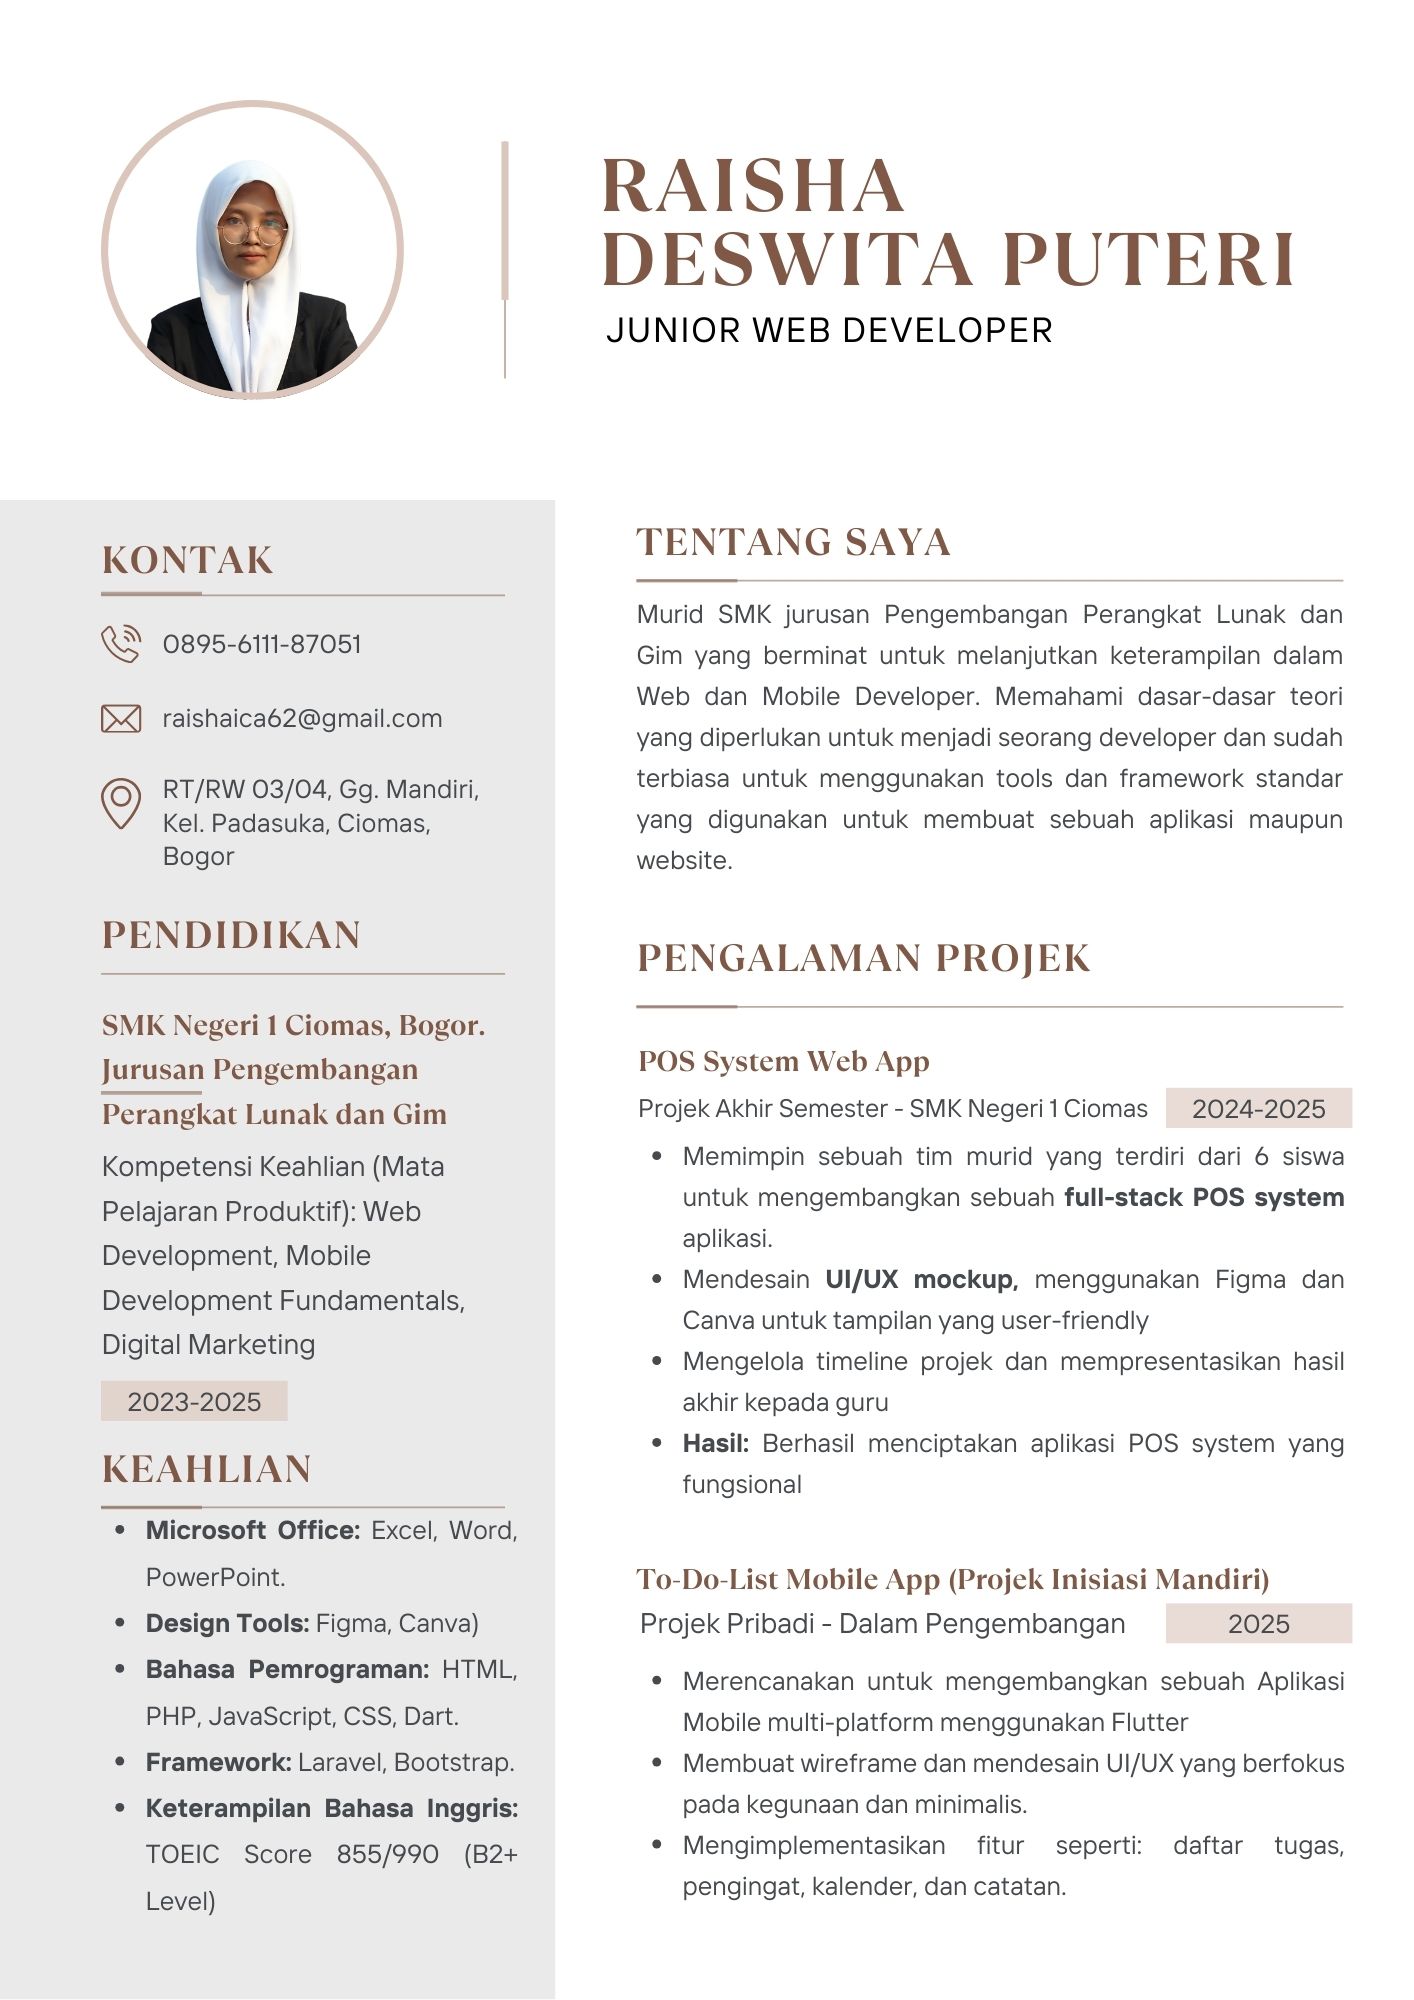 RAISHA
DESWITA PUTERI
JUNIOR WEB DEVELOPER
KONTAK
0895-6111-87051
raishaica62@gmail.com
RT/RW 03/04, Gg. Mandiri,
Kel. Padasuka, Ciomas,
Bogor
PENDIDIKAN
SMK Negeri 1 Ciomas, Bogor.
Jurusan Pengembangan
Perangkat Lunak dan Gim
Kompetensi Keahlian (Mata
Pelajaran Produktif): Web
Development, Mobile
Development Fundamentals,
Digital Marketing
2023-2025
KEAHLIAN
• Microsoft Office: Excel, Word,
PowerPoint.
• Design Tools: Figma, Canva)
• Bahasa Pemrograman: HTML,
PHP, JavaScript, CSS, Dart.
• Framework: Laravel, Bootstrap.
• Keterampilan Bahasa Inggris:
TOEIC Score 855/990 (B2+
Level)
TENTANG SAYA
Murid SMK jurusan Pengembangan Perangkat Lunak dan
Gim yang berminat untuk melanjutkan keterampilan dalam
Web dan Mobile Developer. Memahami dasar-dasar teori
yang diperlukan untuk menjadi seorang developer dan sudah
terbiasa untuk menggunakan tools dan framework standar
yang digunakan untuk membuat sebuah aplikasi maupun
website.
PENGALAMAN PROJEK
POS System Web App
Projek Akhir Semester - SMK Negeri 1 Ciomas 2024-2025
• Memimpin sebuah tim murid yang terdiri dari 6 siswa
untuk mengembangkan sebuah full-stack POS system
aplikasi.
• Mendesain UI/UX mockup, menggunakan Figma dan
Canva untuk tampilan yang user-friendly
• Mengelola timeline projek dan mempresentasikan hasil
akhir kepada guru
• Hasil: Berhasil menciptakan aplikasi POS system yang
fungsional
To-Do-List Mobile App (Projek Inisiasi Mandiri)
Projek Pribadi - Dalam Pengembangan 2025
• Merencanakan untuk mengembangkan sebuah Aplikasi
Mobile multi-platform menggunakan Flutter
• Membuat wireframe dan mendesain UI/UX yang berfokus
pada kegunaan dan minimalis.
• Mengimplementasikan fitur seperti: daftar tugas,
pengingat, kalender, dan catatan.